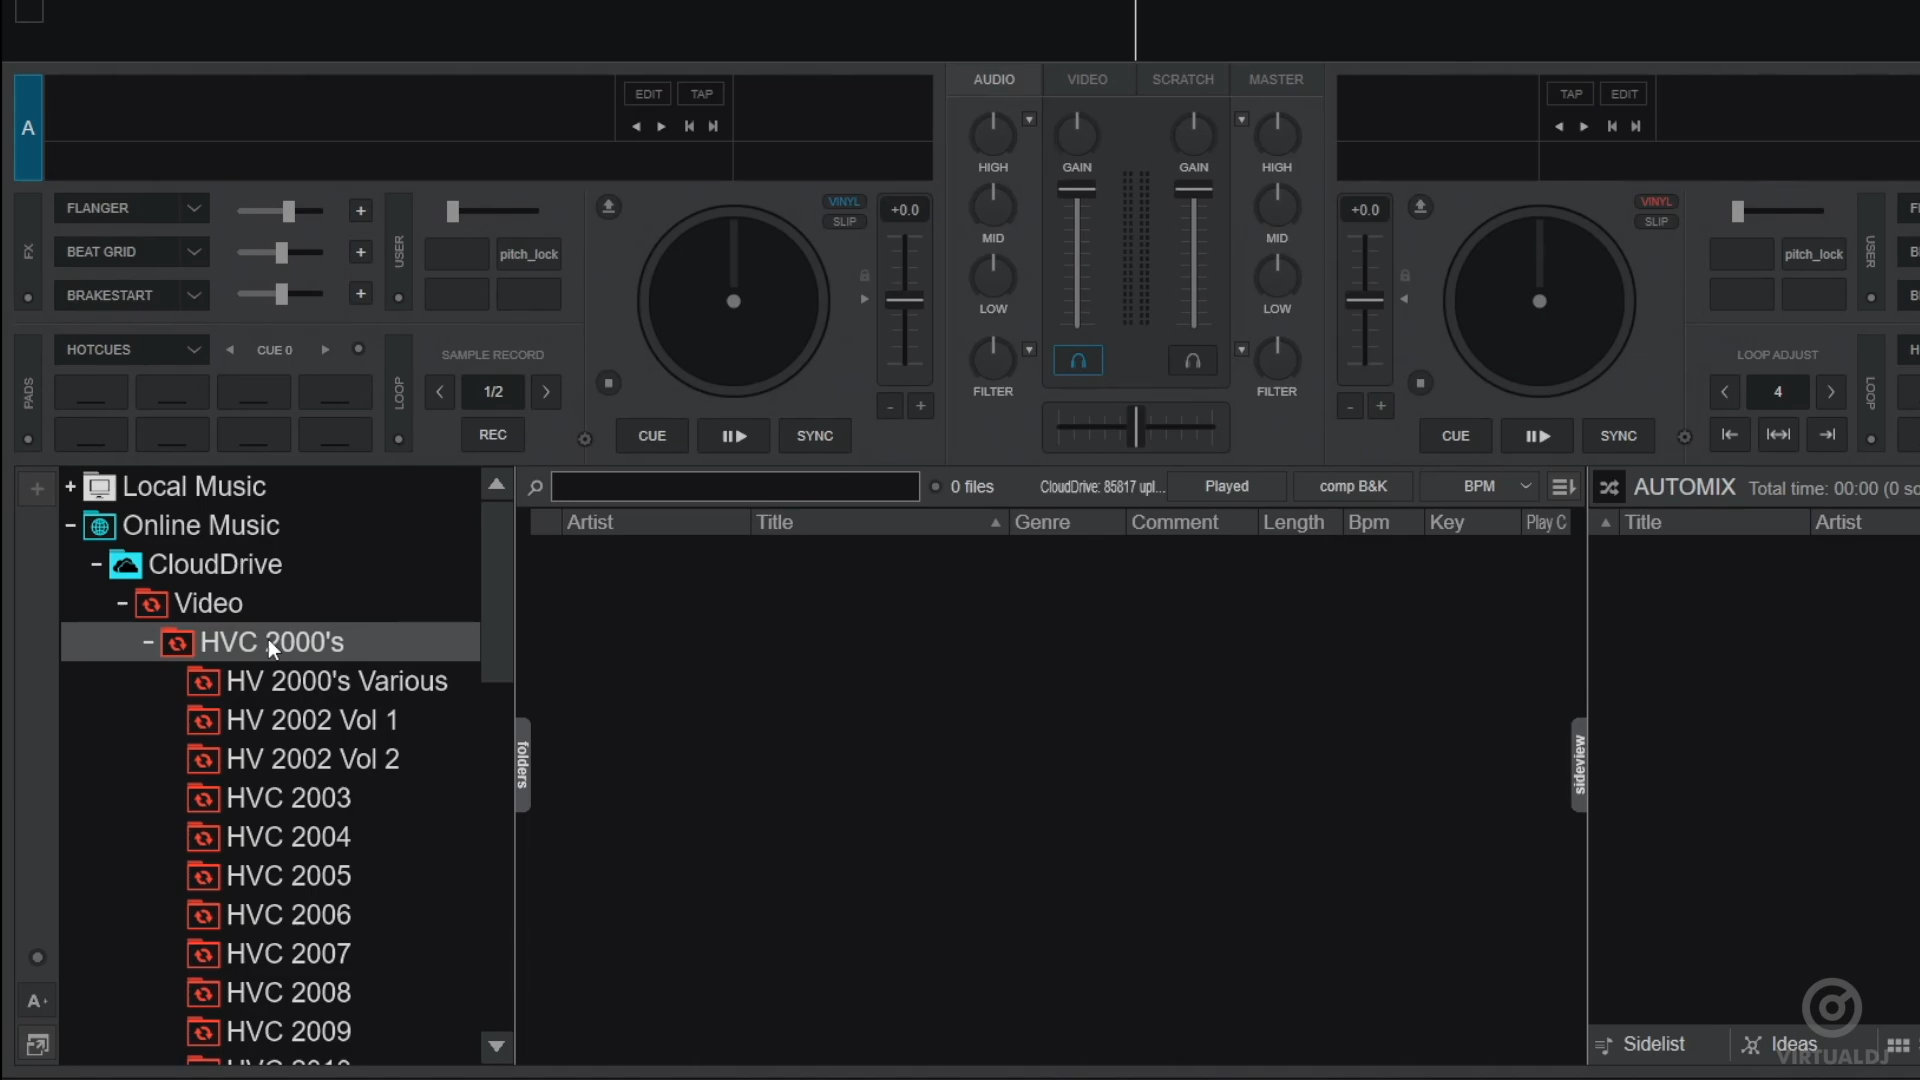 AUDIO VIDEO SCRATCH MASTER
A
EDIT TAP
TAP EDIT
HIGH GAIN GAIN HIGH
FX
FLANGER
BEAT GRID
BRAKESTART
USER
pitch_lock
VINYL
SLIP
+0.0
MID MID
LOW LOW
FILTER FILTER
+0.0
VINYL
SLIP
pitch_lock
USER
PADS
HOTCUES CUE 0
LOOP
SAMPLE RECORD
1/2
REC
CUE SYNC
- +
- +
CUE SYNC
LOOP ADJUST
4
LOOP
+ Local Music
- Online Music
- CloudDrive
- Video
- HVC 2000's
HV 2000's Various
HV 2002 Vol 1
HV 2002 Vol 2
HVC 2003
HVC 2004
HVC 2005
HVC 2006
HVC 2007
HVC 2008
HVC 2009
A+
folders
0 files CloudDrive: 85817 upl... Played comp B&K BPM
Artist Title Genre Comment Length Bpm Key Play C
sideview
AUTOMIX Total time: 00:00 (0 so
Title Artist
Sidelist Ideas
VIRTUALDJ